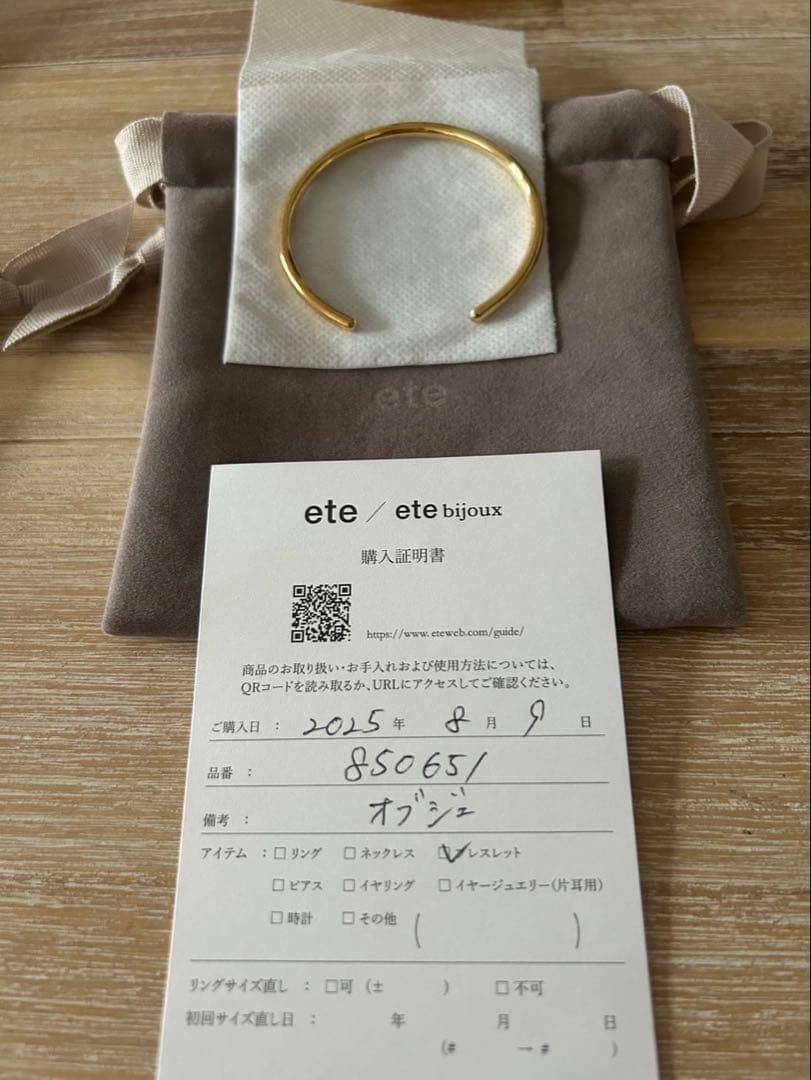 ete
ete / ete bijoux
購入証明書
https://www.eteweb.com/guide/
商品のお取り扱い・お手入れおよび使用方法については、
QRコードを読み取るか、URLにアクセスしてご確認ください。
ご購入日 : 2025 年 8 月 9 日
品番 : 850651
備考 : オブジェ
アイテム : □ リング □ ネックレス ☑ ブレスレット
□ ピアス □ イヤリング □ イヤージュエリー(片耳用)
□ 時計 □ その他 ( )
リングサイズ直し : □ 可 (± ) □ 不可
初回サイズ直し日 : 年 月 日
(# → # )